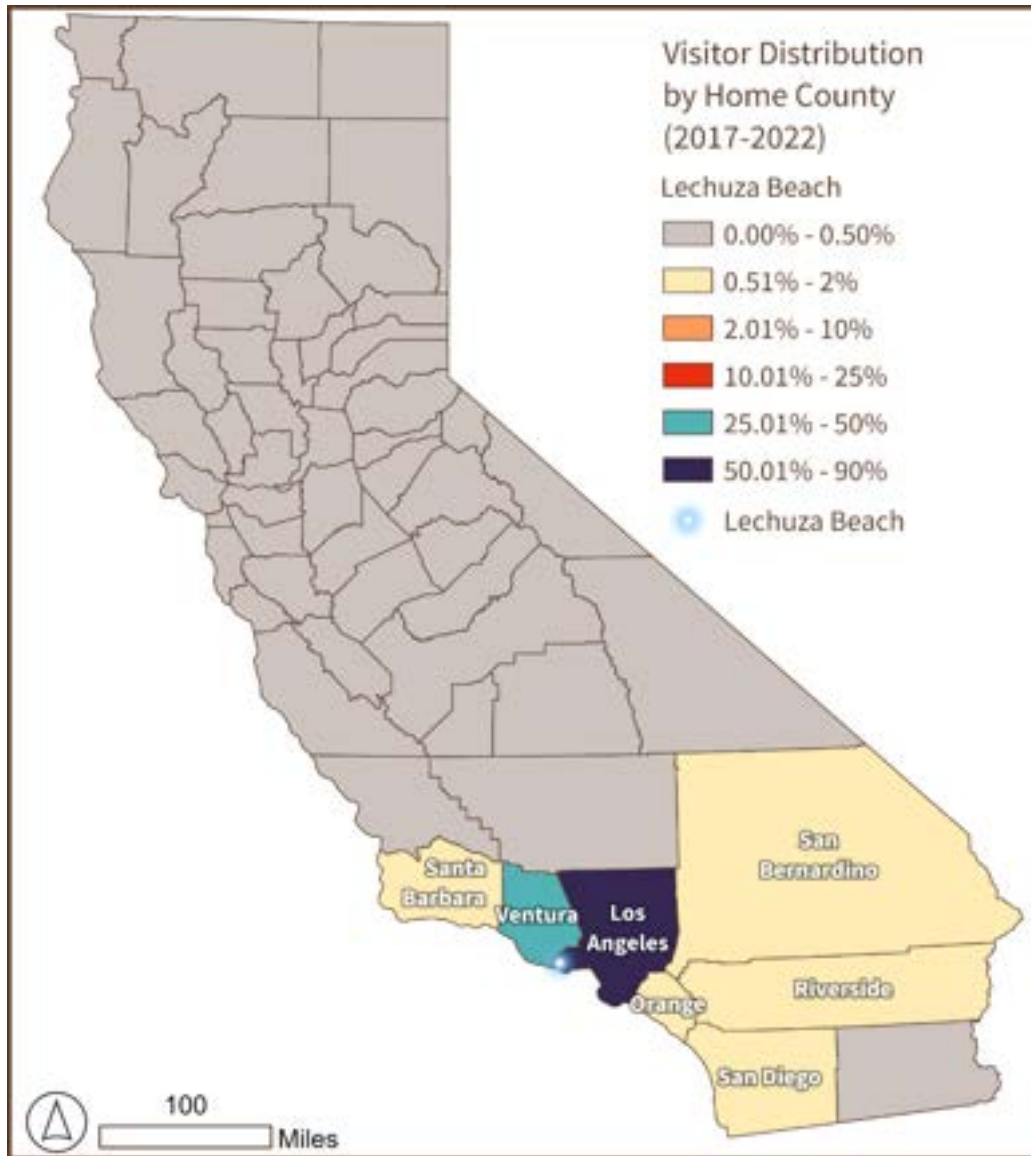 Visitor Distribution
by Home County
(2017-2022)
Lechuza Beach
0.00% - 0.50%
0.51% - 2%
2.01% - 10%
10.01% - 25%
25.01% - 50%
50.01% - 90%
Lechuza Beach
San
Bernardino
Santa
Barbara
Ventura
Los
Angeles
Riverside
Orange
San Diego
100
Miles